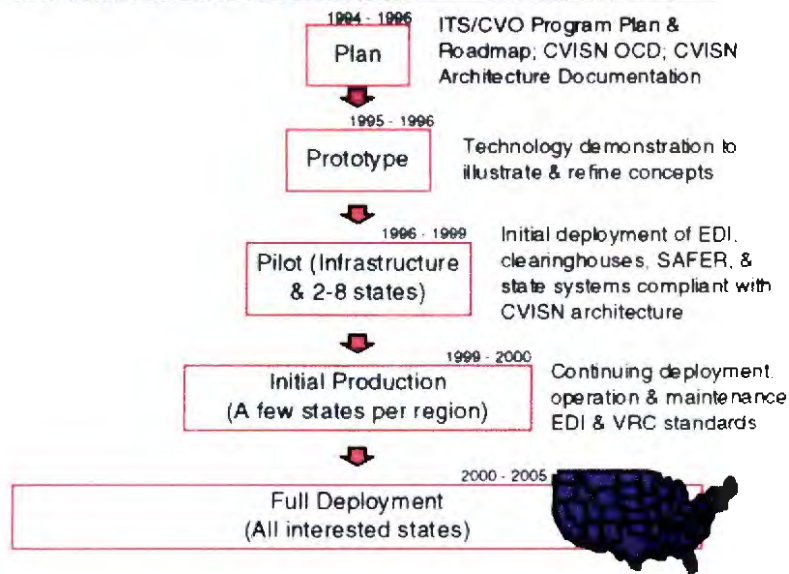 1994 - 1996
Plan
ITS/CVO Program Plan &
Roadmap; CVISN OCD; CVISN
Architecture Documentation
1995 - 1996
Prototype
Technology demonstration to
illustrate & refine concepts
1996 - 1999
Pilot (Infrastructure
& 2-8 states)
Initial deployment of EDI,
clearinghouses, SAFER, &
state systems compliant with
CVISN architecture
1999 - 2000
Initial Production
(A few states per region)
Continuing deployment,
operation & maintenance
EDI & VRC standards
2000 - 2005
Full Deployment
(All interested states)